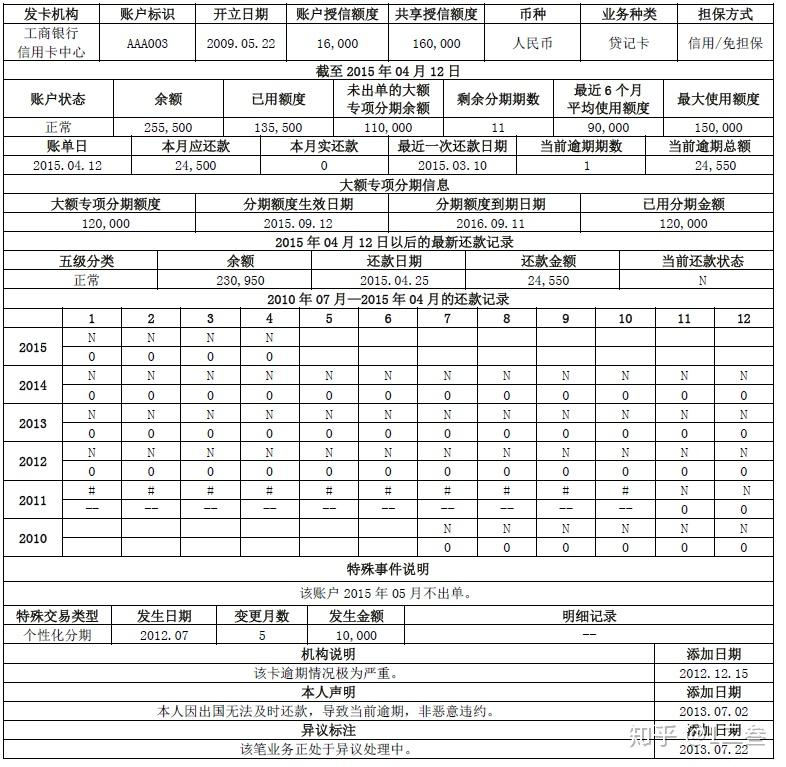 发卡机构 账户标识 开立日期 账户授信额度 共享授信额度 币种 业务种类 担保方式
工商银行
信用卡中心 AAA003 2009.05.22 16,000 160,000 人民币 贷记卡 信用/免担保
截至 2015 年 04 月 12 日
账户状态 余额 已用额度 未出单的大额
专项分期余额 剩余分期期数 最近 6 个月
平均使用额度 最大使用额度
正常 255,500 135,500 110,000 11 90,000 150,000
账单日 本月应还款 本月实还款 最近一次还款日期 当前逾期期数 当前逾期总额
2015.04.12 24,500 0 2015.03.10 1 24,550
大额专项分期信息
大额专项分期额度 分期额度生效日期 分期额度到期日期 已用分期金额
120,000 2015.09.12 2016.09.11 120,000
2015 年 04 月 12 日以后的最新还款记录
五级分类 余额 还款日期 还款金额 当前还款状态
正常 230,950 2015.04.25 24,550 N
2010 年 07 月—2015 年 04 月的还款记录
1 2 3 4 5 6 7 8 9 10 11 12
2015 N N N N
0 0 0 0
2014 N N N N N N N N N N N N
0 0 0 0 0 0 0 0 0 0 0 0
2013 N N N N N N N N N N N N
0 0 0 0 0 0 0 0 0 0 0 0
2012 N N N N N N N N N N N N
0 0 0 0 0 0 0 0 0 0 0 0
2011 # # # # # # # # # # N N
-- -- -- -- -- -- -- -- -- -- 0 0
2010 N N N N N N
0 0 0 0 0 0
特殊事件说明
该账户 2015 年 05 月不出单。
特殊交易类型 发生日期 变更月数 发生金额 明细记录
个性化分期 2012.07 5 10,000 --
机构说明 添加日期
该卡逾期情况极为严重。 2012.12.15
本人声明 添加日期
本人因出国无法及时还款，导致当前逾期，非恶意违约。 2013.07.02
异议标注 添加日期
该笔业务正处于异议处理中。 2013.07.22
知乎